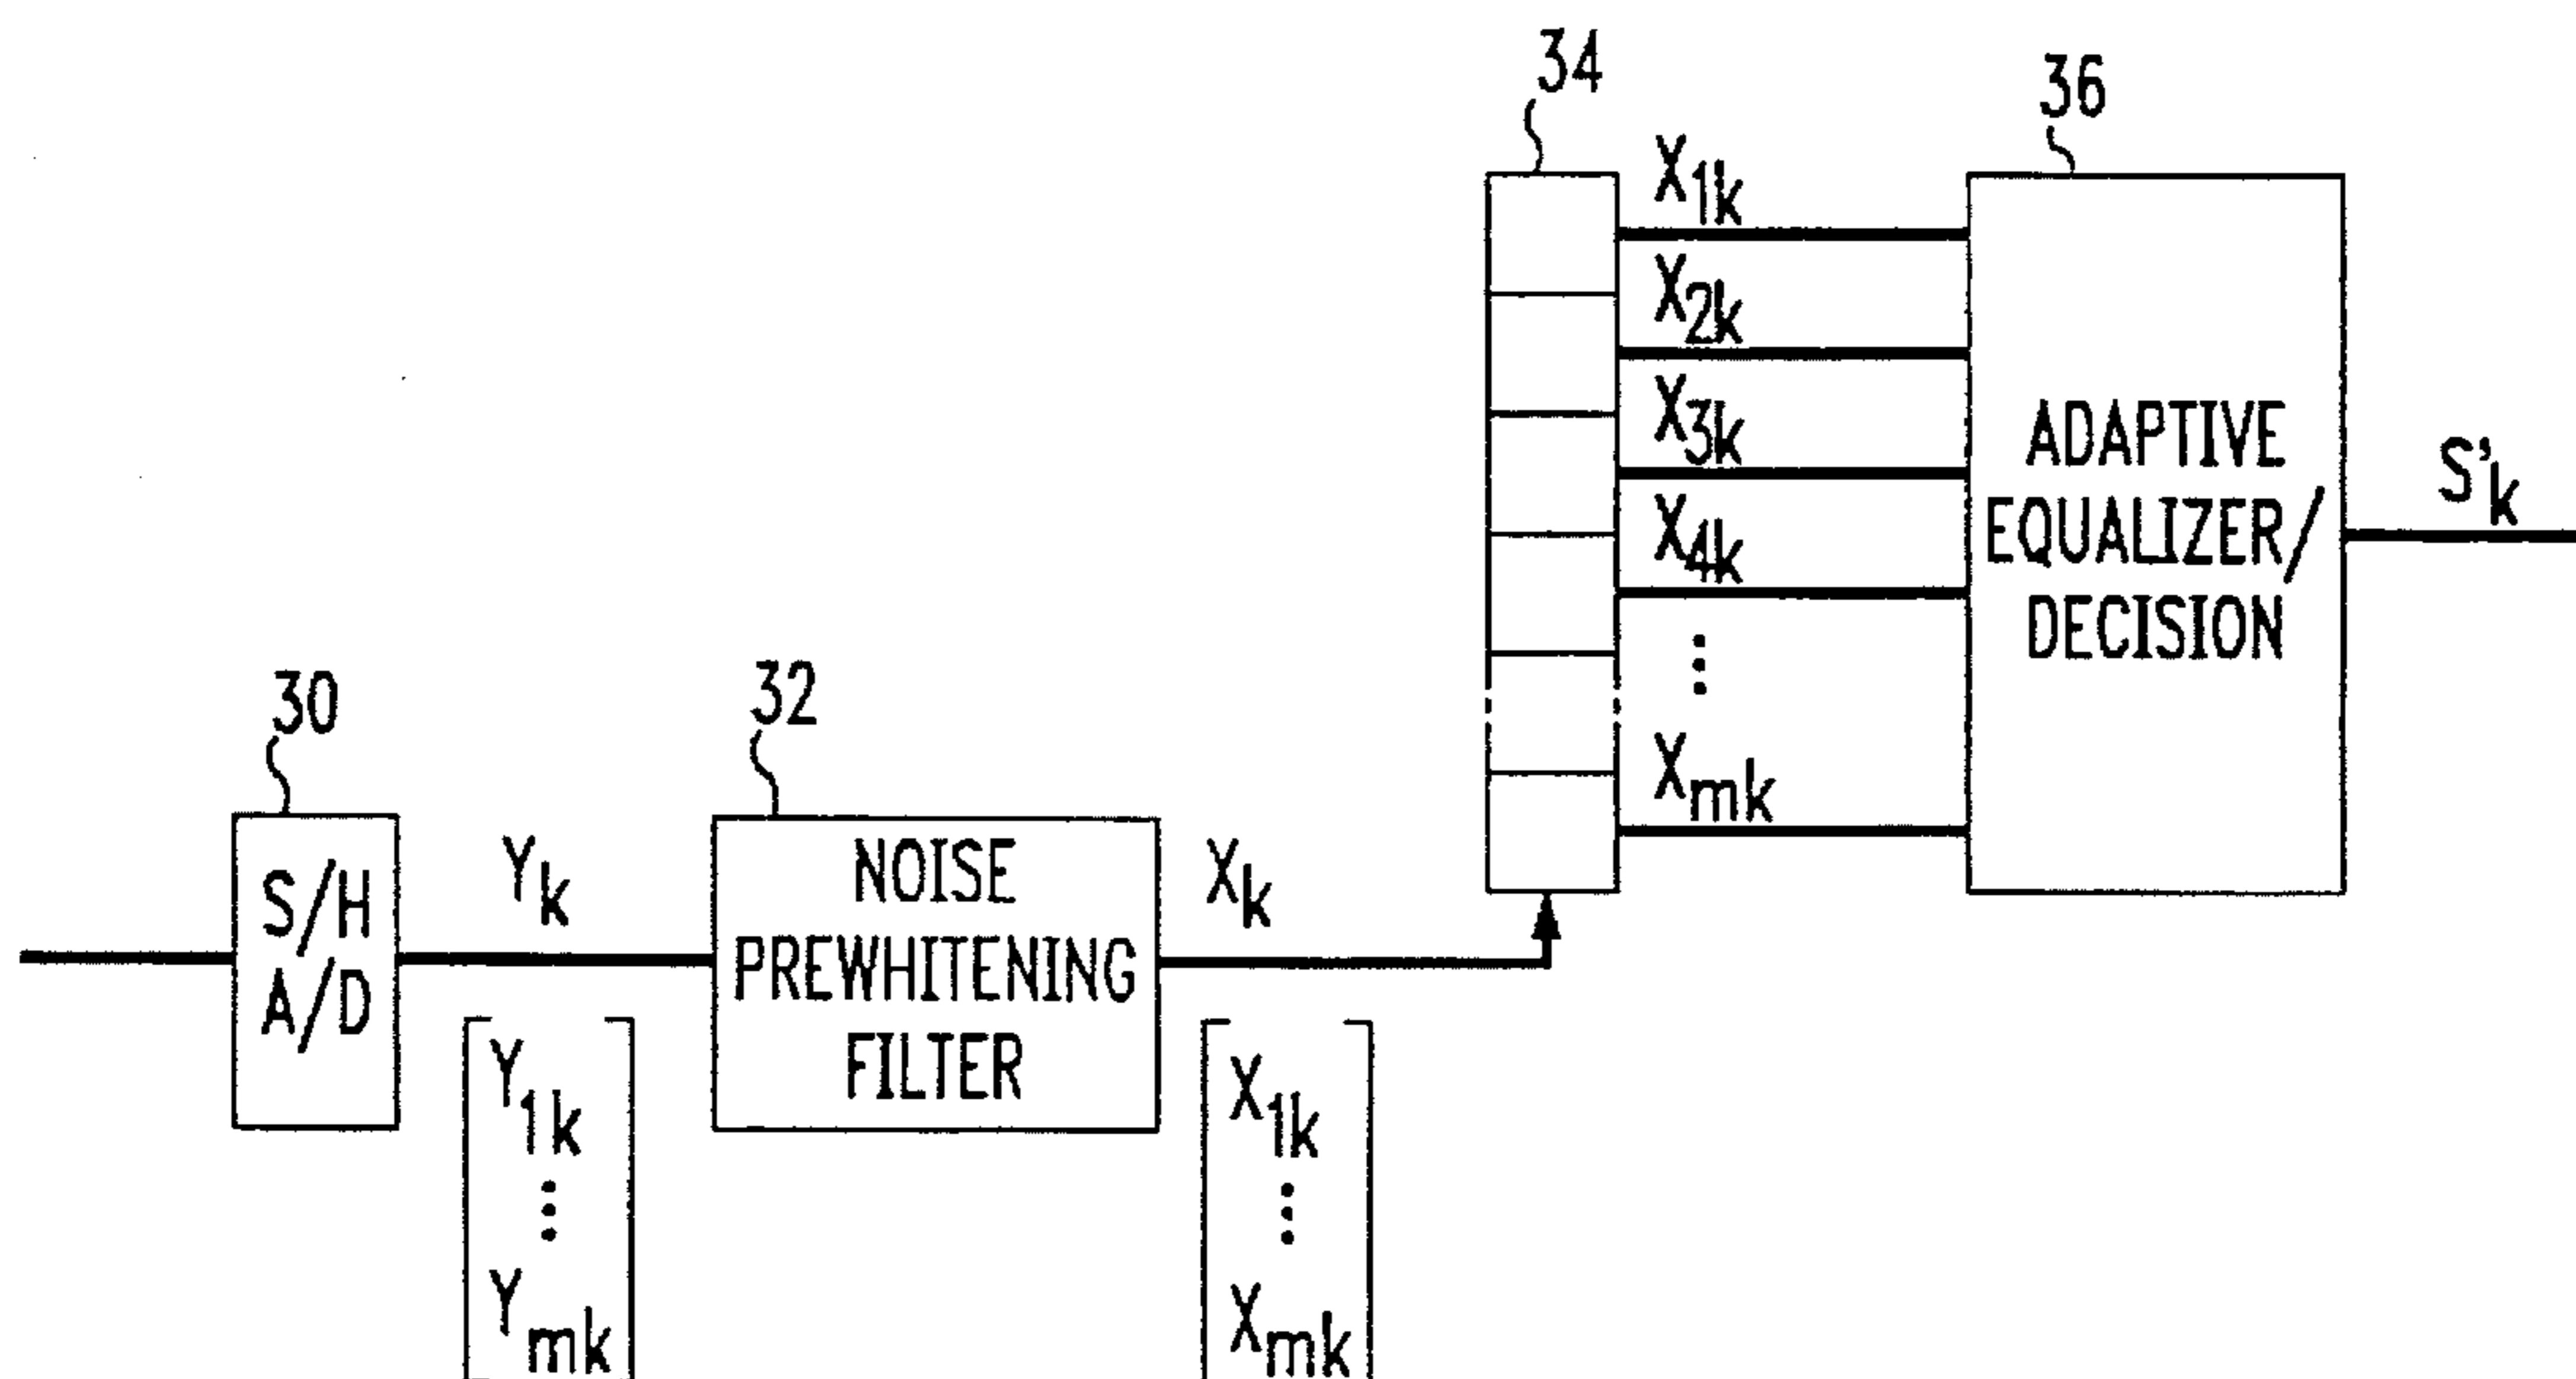 34
36
X1k
X2k
X3k
X4k
⋮
Xmk
ADAPTIVE
EQUALIZER/
DECISION
S'k
30
32
S/H
A/D
Yk
NOISE
PREWHITENING
FILTER
Xk
Y1k
⋮
Ymk
X1k
⋮
Xmk